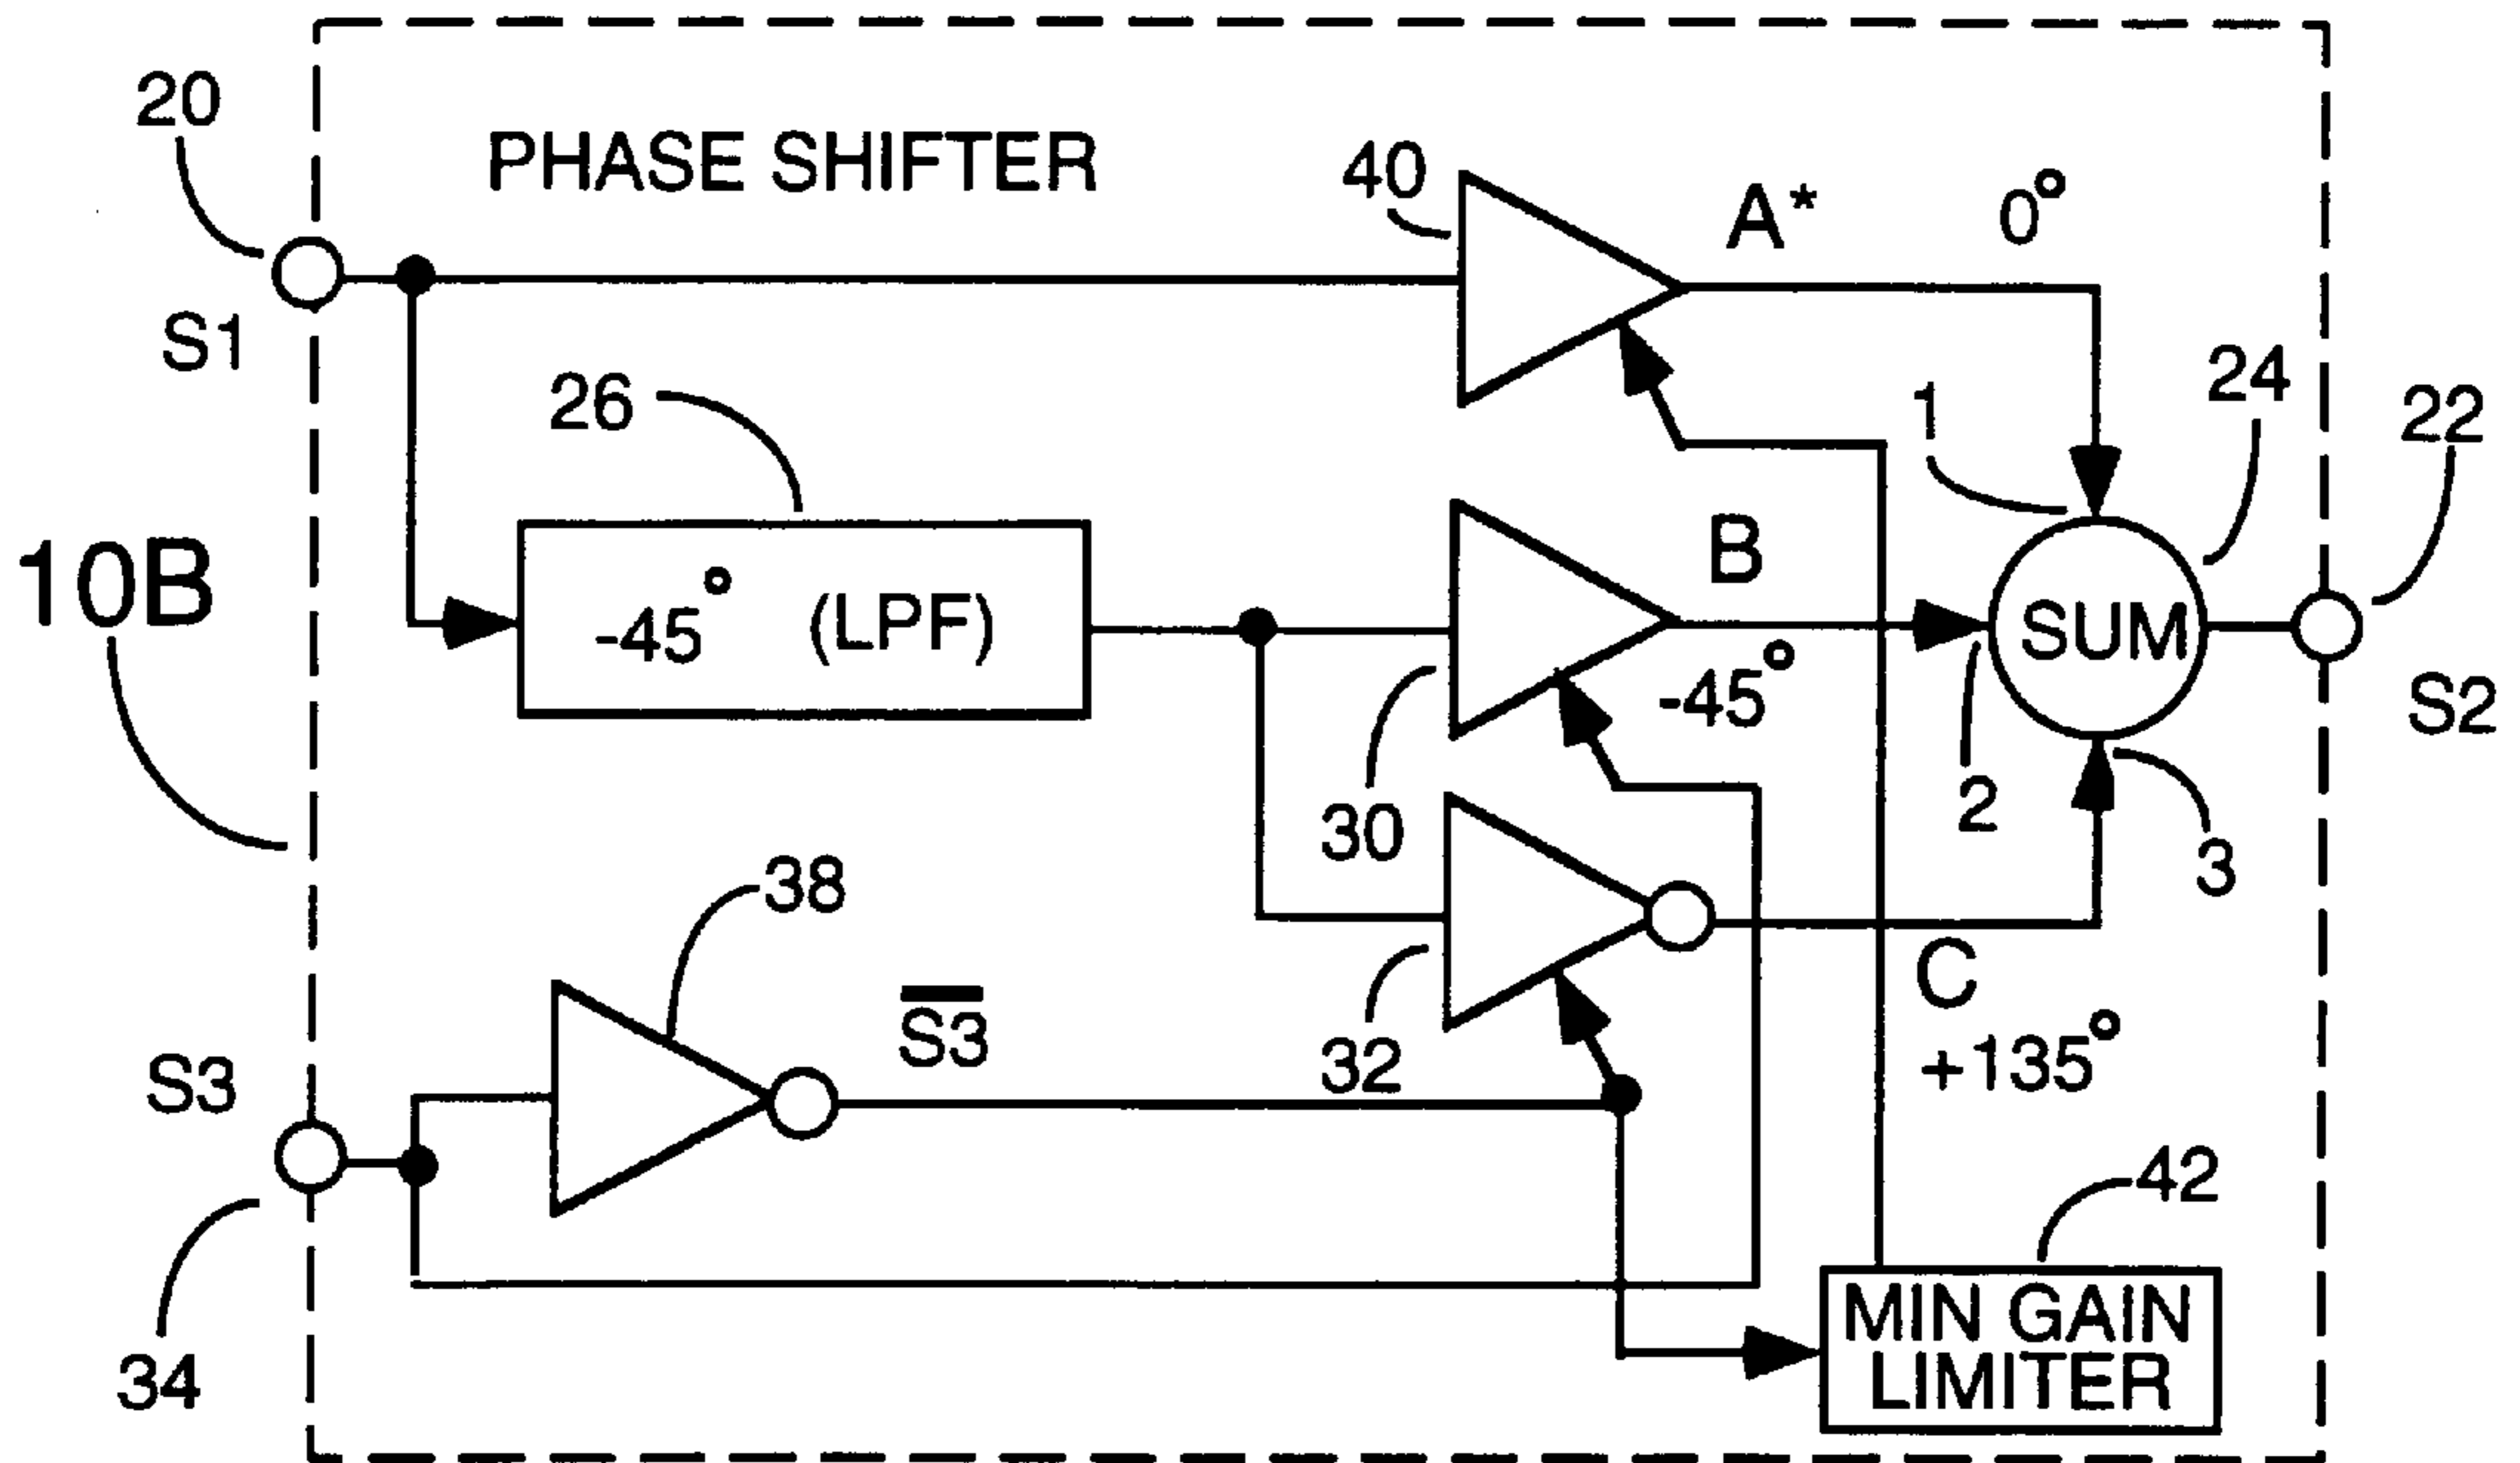 20
PHASE SHIFTER
40
A*
0°
S1
26
1
24
22
10B
-45° (LPF)
B
SUM
-45°
S2
30
2
3
38
S3
C
32
+135°
S3
42
34
MIN GAIN
LIMITER